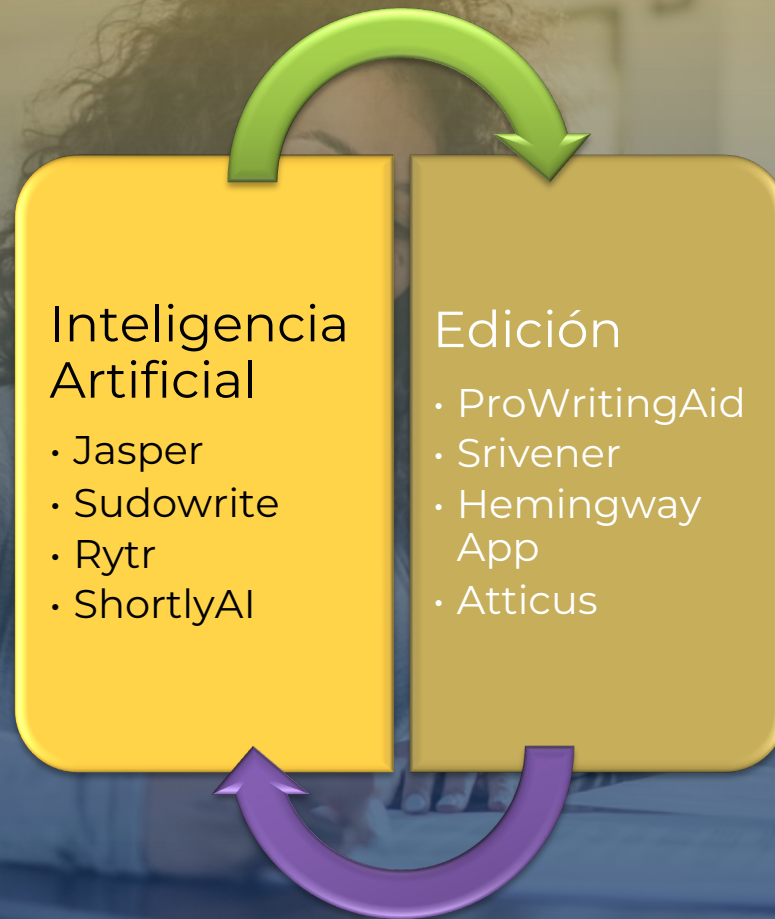 Inteligencia
Artificial
• Jasper
• Sudowrite
• Rytr
• ShortlyAI
Edición
• ProWritingAid
• Srivener
• Hemingway
App
• Atticus